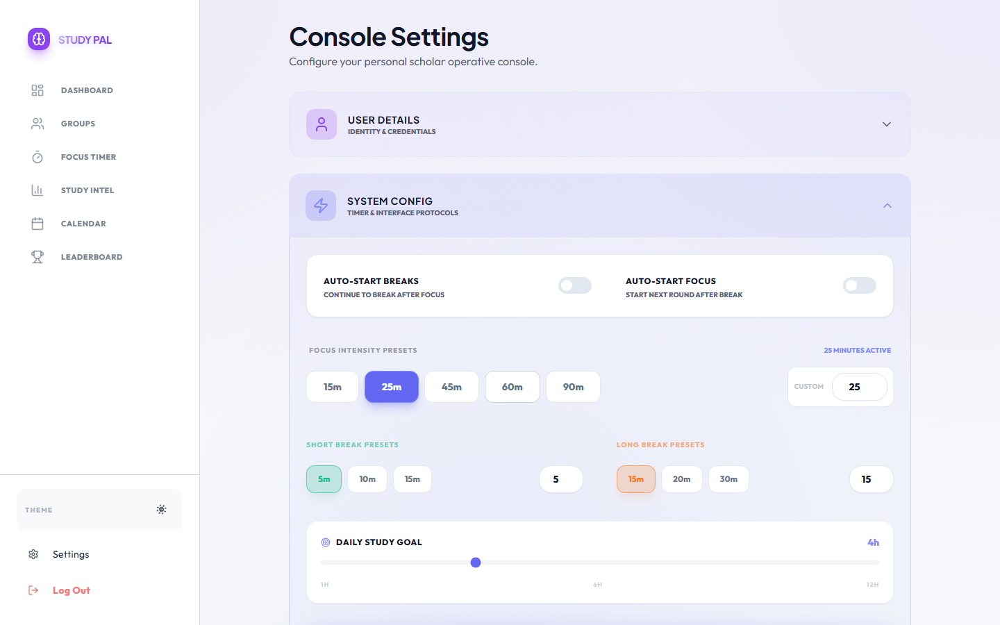 STUDY PAL
DASHBOARD
GROUPS
FOCUS TIMER
STUDY INTEL
CALENDAR
LEADERBOARD
THEME
Settings
Log Out
Console Settings
Configure your personal scholar operative console.
USER DETAILS
IDENTITY & CREDENTIALS
SYSTEM CONFIG
TIMER & INTERFACE PROTOCOLS
AUTO-START BREAKS
CONTINUE TO BREAK AFTER FOCUS
AUTO-START FOCUS
START NEXT ROUND AFTER BREAK
FOCUS INTENSITY PRESETS
25 MINUTES ACTIVE
15m 25m 45m 60m 90m
CUSTOM 25
SHORT BREAK PRESETS
5m 10m 15m 5
LONG BREAK PRESETS
15m 20m 30m 15
DAILY STUDY GOAL
4h
1H 6H 12H